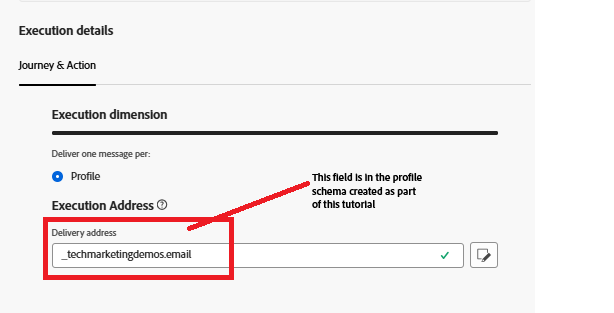 Execution details
Journey & Action
Execution dimension
Deliver one message per:
Profile
This field is in the profile
schema created as part
of this tutorial
Execution Address
Delivery address
_techmarketingdemos.email